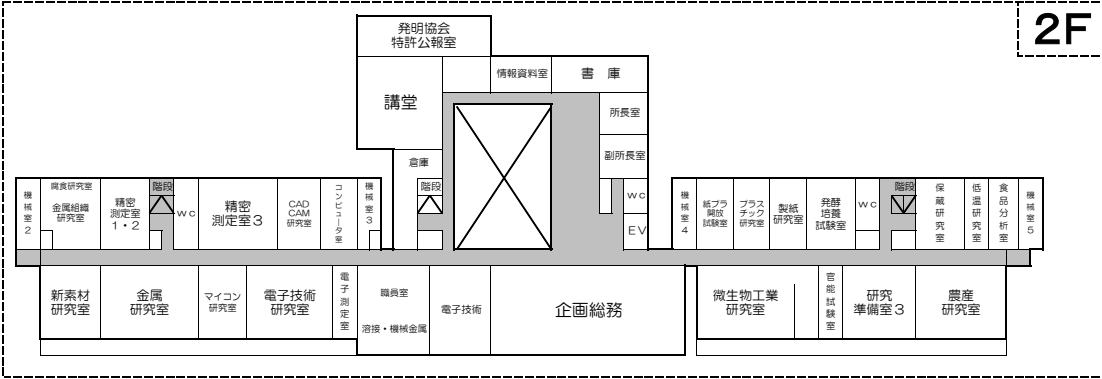 2F
発明協会
特許公報室
情報資料室
書 庫
講堂
所長室
副所長室
倉庫
階段
WC
EV
機械室2
腐食研究室
金属組織
研究室
精密
測定室
1・2
階段
WC
精密
測定室3
CAD
CAM
研究室
コンピュータ室
機械室3
機械室4
紙プラ
開放
試験室
プラス
チック
研究室
製紙
研究室
発酵
培養
試験室
WC
階段
保蔵研究室
低温研究室
食品分析室
機械室5
新素材
研究室
金属
研究室
マイコン
研究室
電子技術
研究室
電子測定室
職員室
溶接・機械金属
電子技術
企画総務
微生物工業
研究室
官能試験室
研究
準備室3
農産
研究室